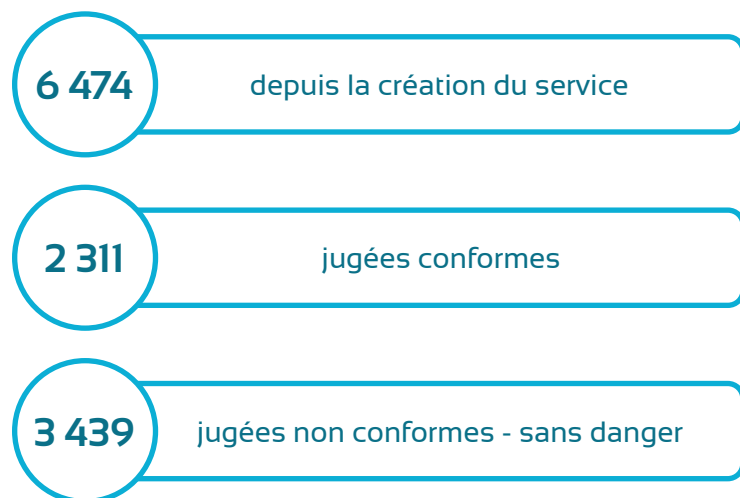 6 474 depuis la création du service
2 311 jugées conformes
3 439 jugées non conformes - sans danger